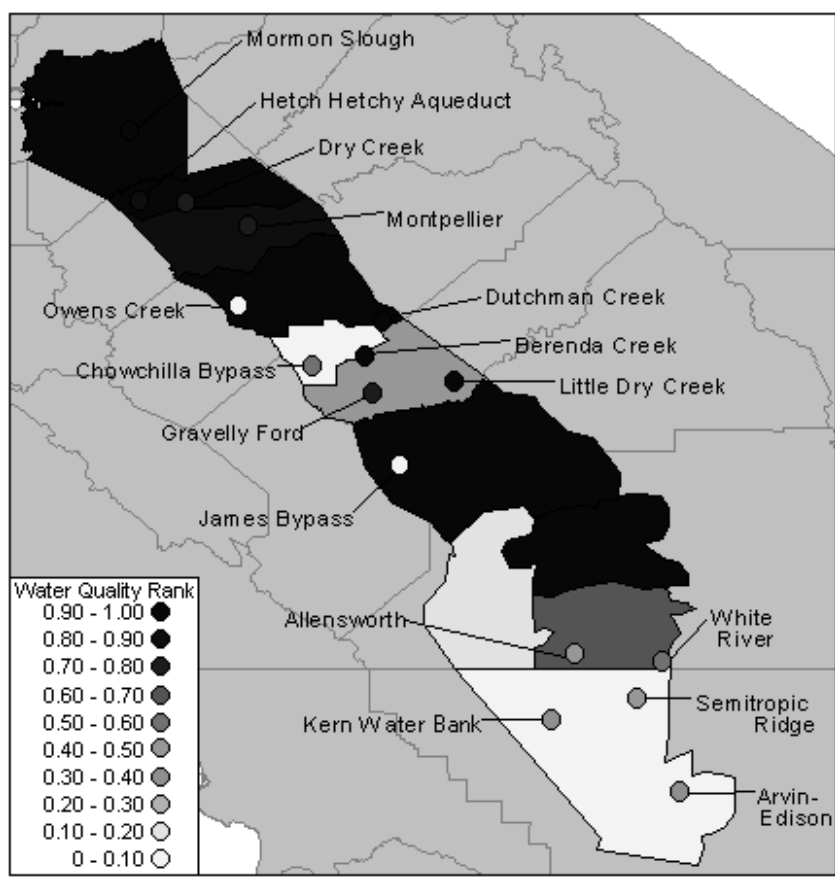 Mormon Slough
Hetch Hetchy Aqueduct
Dry Creek
Montpellier
Owens Creek
Dutchman Creek
Berenda Creek
Chowchilla Bypass
Little Dry Creek
Gravelly Ford
James Bypass
Water Quality Rank
0.90 - 1.00
0.80 - 0.90
0.70 - 0.80
0.60 - 0.70
0.50 - 0.60
0.40 - 0.50
0.30 - 0.40
0.20 - 0.30
0.10 - 0.20
0 - 0.10
Allensworth
White
River
Semitropic
Ridge
Kern Water Bank
Arvin-
Edison